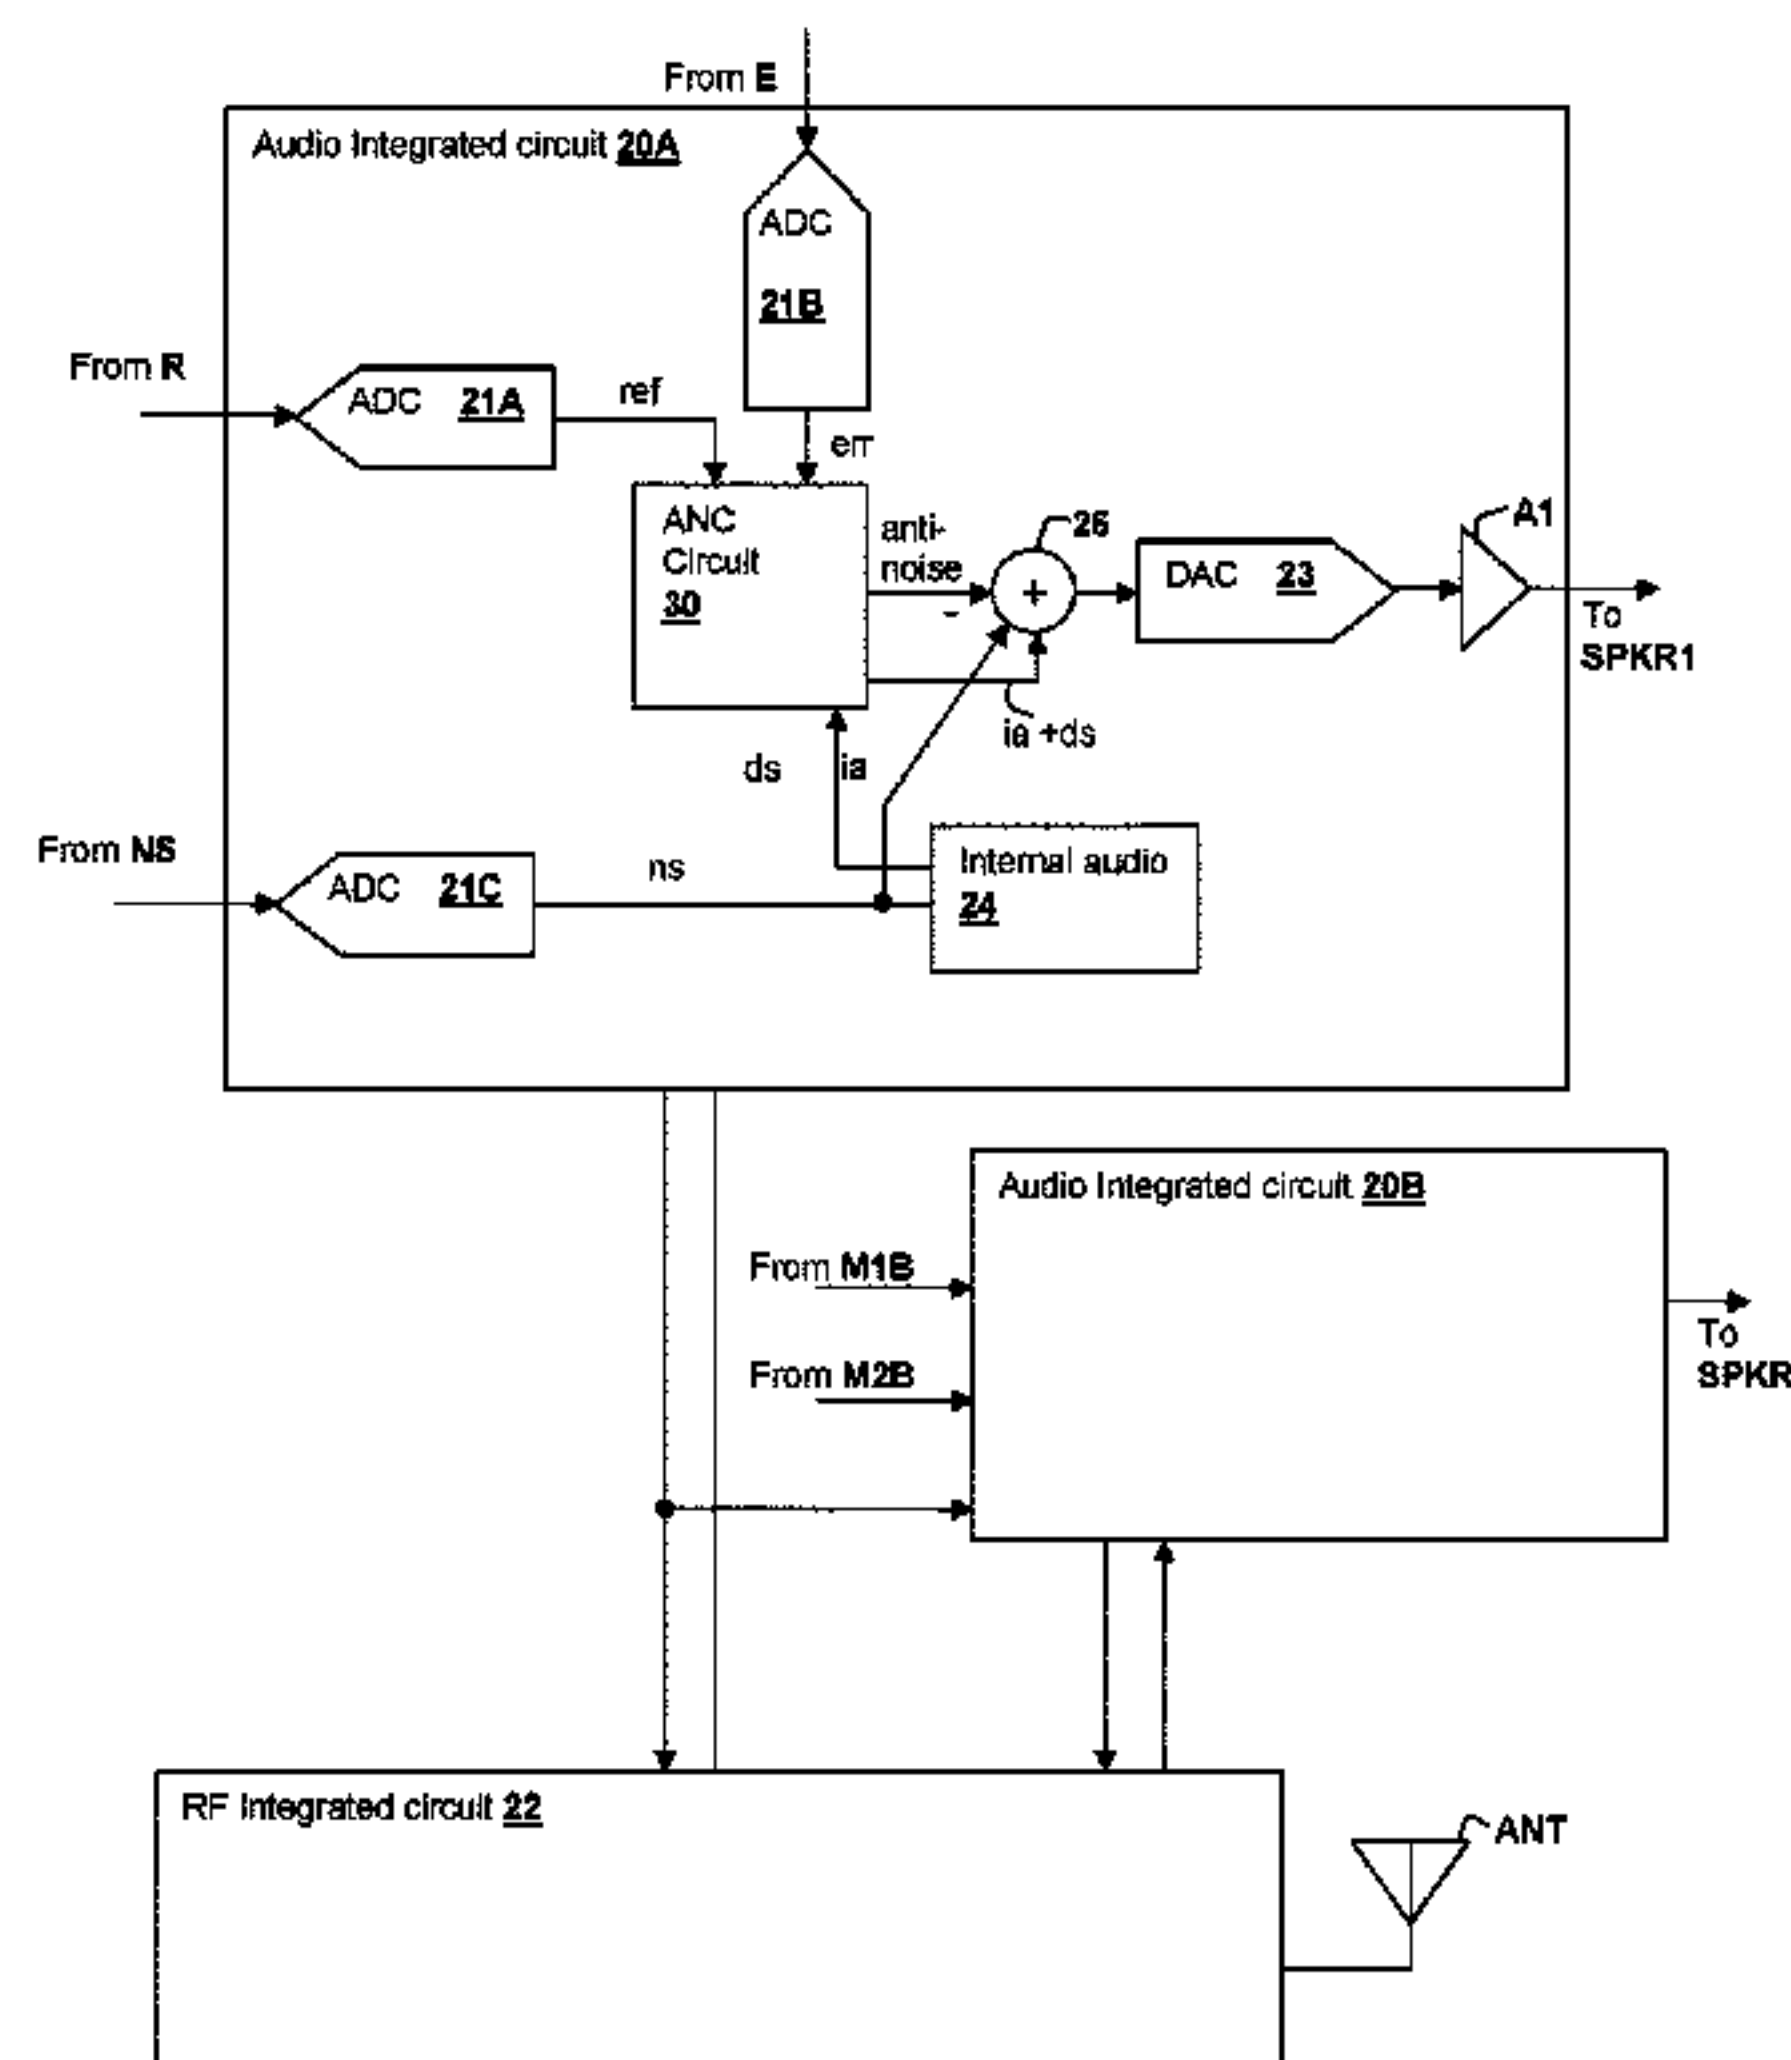 From E
Audio Integrated circuit 20A
ADC
21B
From R
ADC 21A
ref
err
ANC
Circuit
30
anti-
noise
-
26
+
DAC 23
A1
To
SPKR1
ia +ds
ds
ia
From NS
ADC 21C
ns
Internal audio
24
Audio Integrated circuit 20B
From M1B
From M2B
To
SPKR
RF Integrated circuit 22
ANT